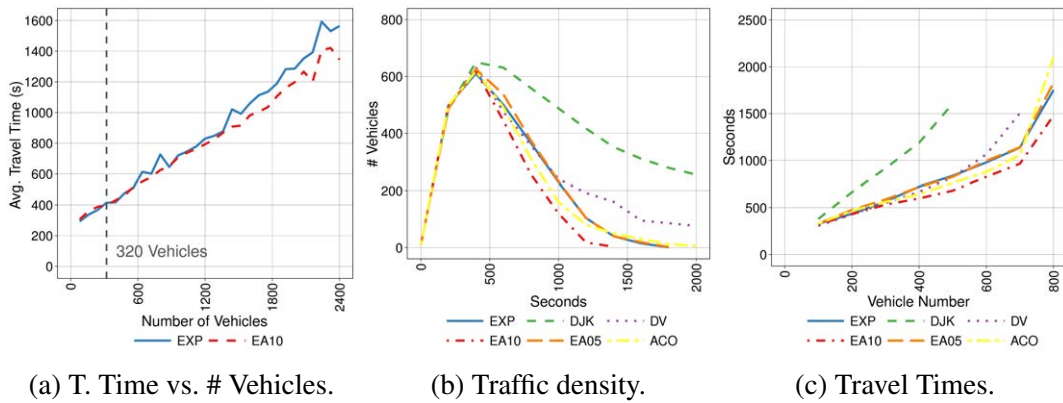 1600
1400
1200
1000
800
600
400
200
0
Avg. Travel Time (s)
320 Vehicles
0
600
1200
1800
2400
Number of Vehicles
EXP EA10
(a) T. Time vs. # Vehicles.
800
600
400
200
0
# Vehicles
0
500
1000
1500
2000
Seconds
EXP DJK DV
EA10 EA05 ACO
(b) Traffic density.
2500
2000
1500
1000
500
0
Seconds
0
200
400
600
800
Vehicle Number
EXP DJK DV
EA10 EA05 ACO
(c) Travel Times.